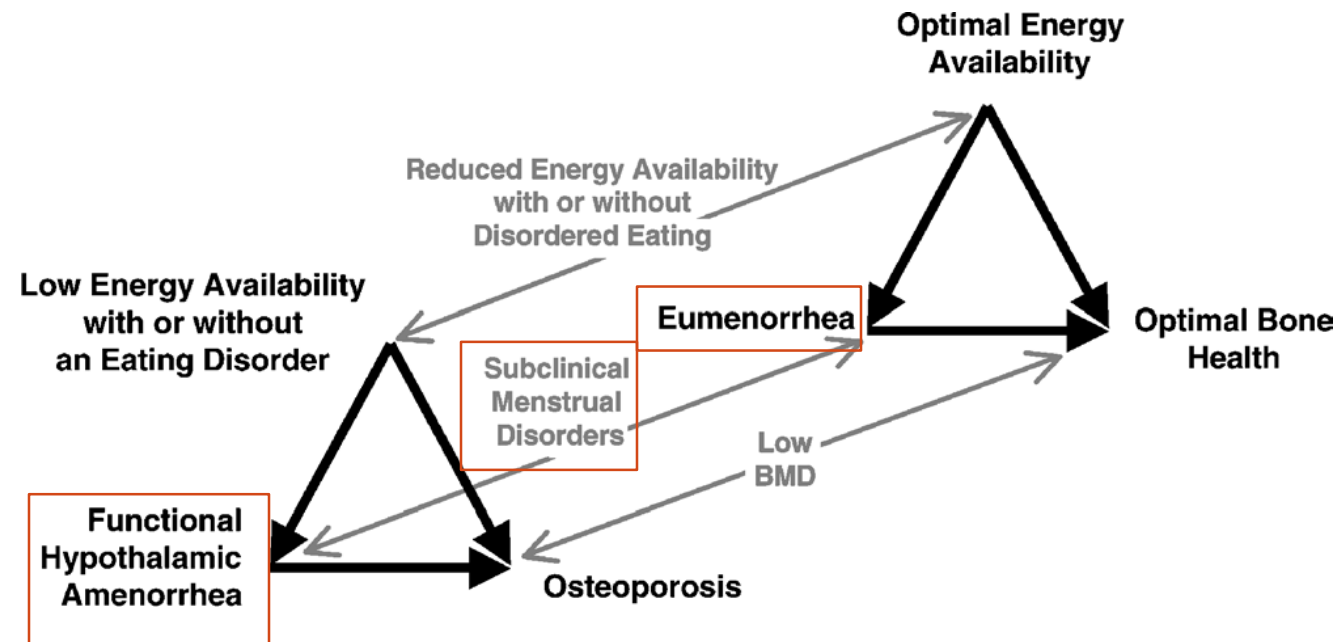 Optimal Energy
Availability
Reduced Energy Availability
with or without
Disordered Eating
Low Energy Availability
with or without
an Eating Disorder
Eumenorrhea
Optimal Bone
Health
Subclinical
Menstrual
Disorders
Low
BMD
Functional
Hypothalamic
Amenorrhea
Osteoporosis